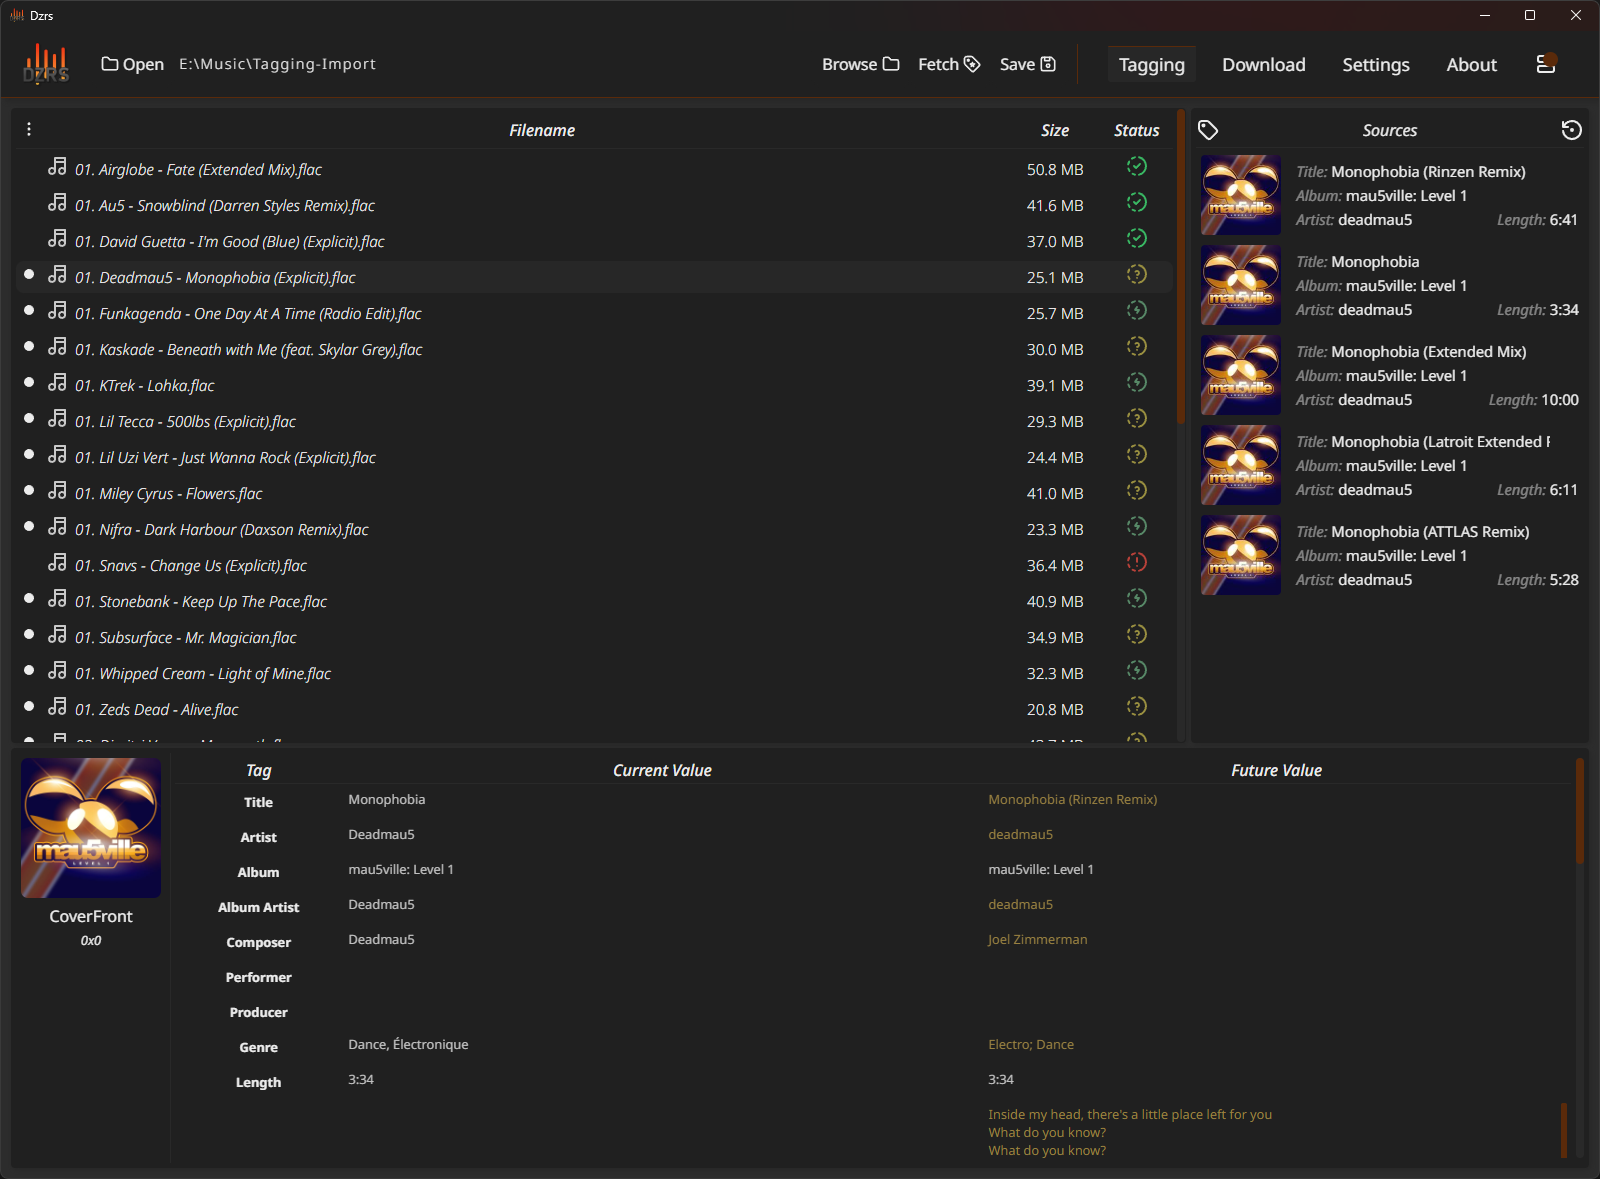 Dzrs
DZRS
Open E:\Music\Tagging-Import
Browse Fetch Save Tagging Download Settings About
Filename Size Status
01. Airglobe - Fate (Extended Mix).flac 50.8 MB
01. Au5 - Snowblind (Darren Styles Remix).flac 41.6 MB
01. David Guetta - I'm Good (Blue) (Explicit).flac 37.0 MB
01. Deadmau5 - Monophobia (Explicit).flac 25.1 MB
01. Funkagenda - One Day At A Time (Radio Edit).flac 25.7 MB
01. Kaskade - Beneath with Me (feat. Skylar Grey).flac 30.0 MB
01. KTrek - Lohka.flac 39.1 MB
01. Lil Tecca - 500lbs (Explicit).flac 29.3 MB
01. Lil Uzi Vert - Just Wanna Rock (Explicit).flac 24.4 MB
01. Miley Cyrus - Flowers.flac 41.0 MB
01. Nifra - Dark Harbour (Daxson Remix).flac 23.3 MB
01. Snavs - Change Us (Explicit).flac 36.4 MB
01. Stonebank - Keep Up The Pace.flac 40.9 MB
01. Subsurface - Mr. Magician.flac 34.9 MB
01. Whipped Cream - Light of Mine.flac 32.3 MB
01. Zeds Dead - Alive.flac 20.8 MB
Sources
mau5ville
Title: Monophobia (Rinzen Remix)
Album: mau5ville: Level 1
Artist: deadmau5 Length: 6:41
mau5ville
Title: Monophobia
Album: mau5ville: Level 1
Artist: deadmau5 Length: 3:34
mau5ville
Title: Monophobia (Extended Mix)
Album: mau5ville: Level 1
Artist: deadmau5 Length: 10:00
mau5ville
Title: Monophobia (Latroit Extended
Album: mau5ville: Level 1
Artist: deadmau5 Length: 6:11
mau5ville
Title: Monophobia (ATTLAS Remix)
Album: mau5ville: Level 1
Artist: deadmau5 Length: 5:28
mau5ville
LEVEL 1
CoverFront
0x0
Tag Current Value Future Value
Title Monophobia Monophobia (Rinzen Remix)
Artist Deadmau5 deadmau5
Album mau5ville: Level 1 mau5ville: Level 1
Album Artist Deadmau5 deadmau5
Composer Deadmau5 Joel Zimmerman
Performer
Producer
Genre Dance, Électronique Electro; Dance
Length 3:34 3:34
Inside my head, there's a little place left for you
What do you know?
What do you know?